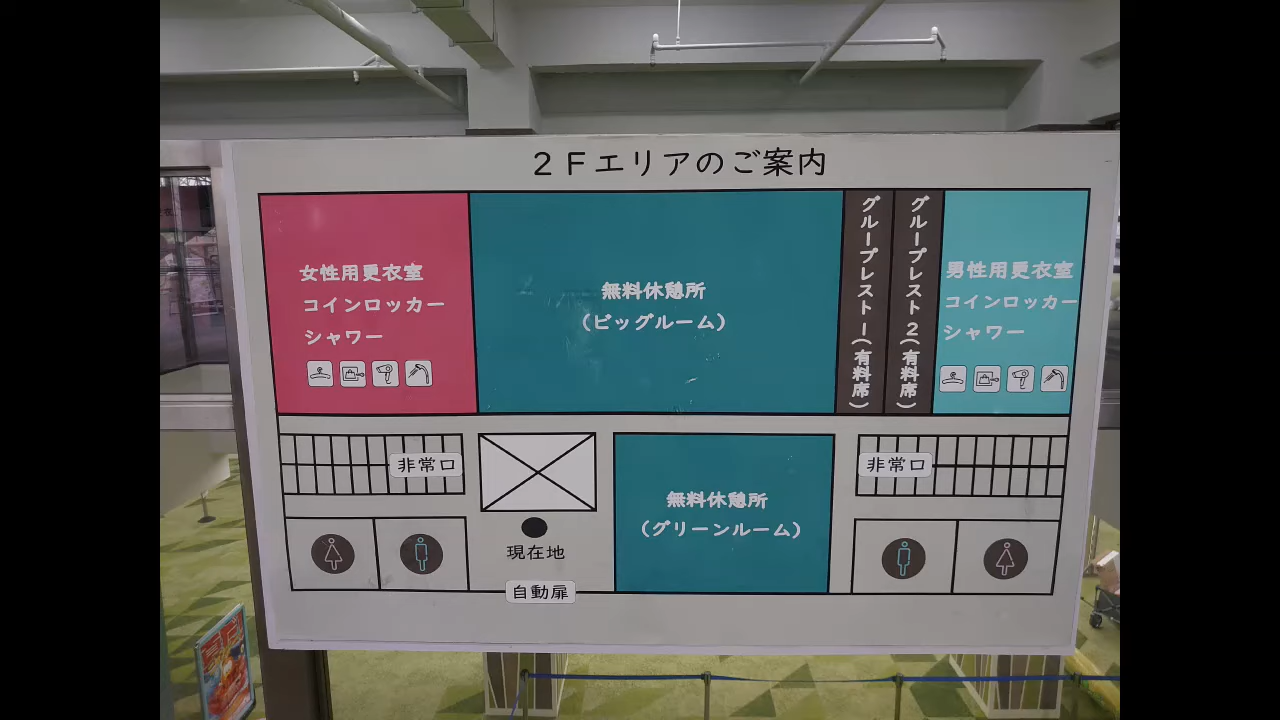 ２Ｆエリアのご案内
女性用更衣室
コインロッカー
シャワー
無料休憩所
（ビッグルーム）
グループレスト1（有料席）
グループレスト2（有料席）
男性用更衣室
コインロッカー
シャワー
非常口
非常口
無料休憩所
（グリーンルーム）
現在地
自動扉